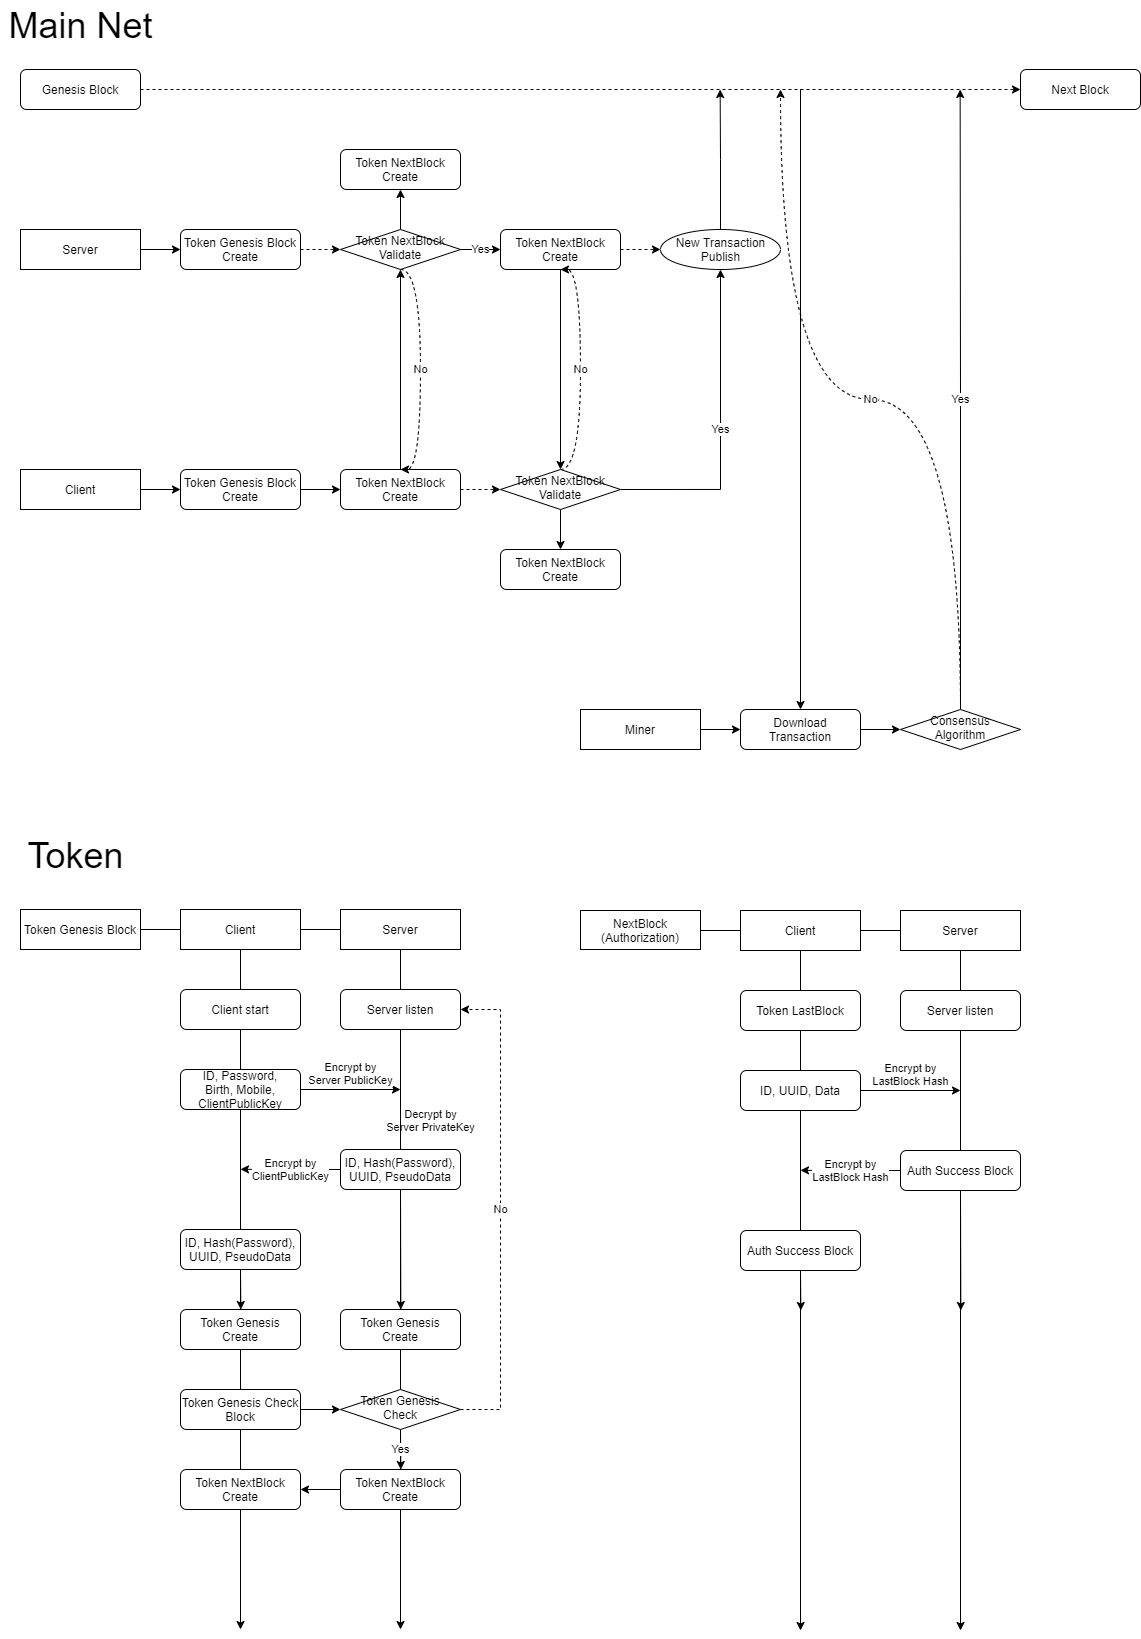 Main Net
Genesis Block
Next Block
Token NextBlock
Create
Server
Token Genesis Block
Create
Token NextBlock
Validate
Yes
Token NextBlock
Create
New Transaction
Publish
No
No
No
Yes
Yes
Client
Token Genesis Block
Create
Token NextBlock
Create
Token NextBlock
Validate
Token NextBlock
Create
Miner
Download
Transaction
Consensus
Algorithm
Token
Token Genesis Block
Client
Server
Client start
Server listen
ID, Password,
Birth, Mobile,
ClientPublicKey
Encrypt by
Server PublicKey
Decrypt by
Server PrivateKey
Encrypt by
ClientPublicKey
ID, Hash(Password),
UUID, PseudoData
No
ID, Hash(Password),
UUID, PseudoData
Token Genesis
Create
Token Genesis
Create
Token Genesis Check
Block
Token Genesis
Check
Yes
Token NextBlock
Create
Token NextBlock
Create
NextBlock
(Authorization)
Client
Server
Token LastBlock
Server listen
ID, UUID, Data
Encrypt by
LastBlock Hash
Encrypt by
LastBlock Hash
Auth Success Block
Auth Success Block